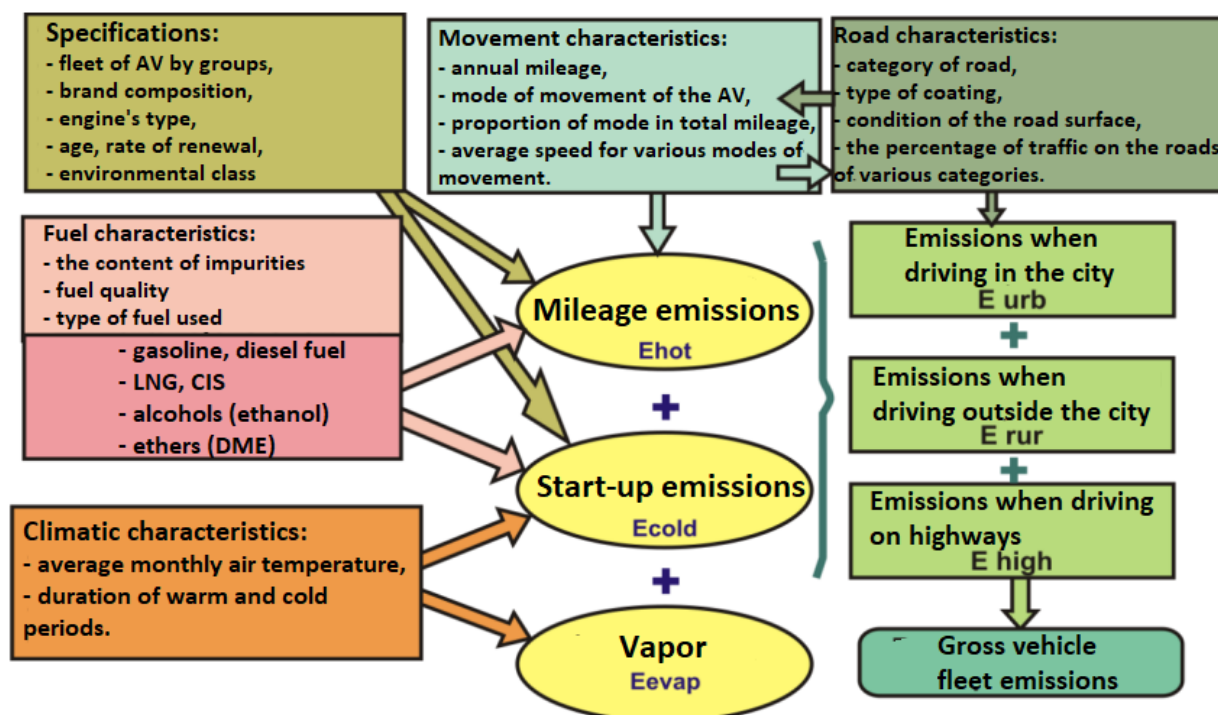 Specifications:
- fleet of AV by groups,
- brand composition,
- engine's type,
- age, rate of renewal,
- environmental class
Movement characteristics:
- annual mileage,
- mode of movement of the AV,
- proportion of mode in total mileage,
- average speed for various modes of
movement.
Road characteristics:
- category of road,
- type of coating,
- condition of the road surface,
- the percentage of traffic on the roads
of various categories.
Fuel characteristics:
- the content of impurities
- fuel quality
- type of fuel used
- gasoline, diesel fuel
- LNG, CIS
- alcohols (ethanol)
- ethers (DME)
Climatic characteristics:
- average monthly air temperature,
- duration of warm and cold
periods.
Mileage emissions
Ehot
+
Start-up emissions
Ecold
+
Vapor
Eevap
Emissions when
driving in the city
E urb
+
Emissions when
driving outside the city
E rur
+
Emissions when driving
on highways
E high
Gross vehicle
fleet emissions